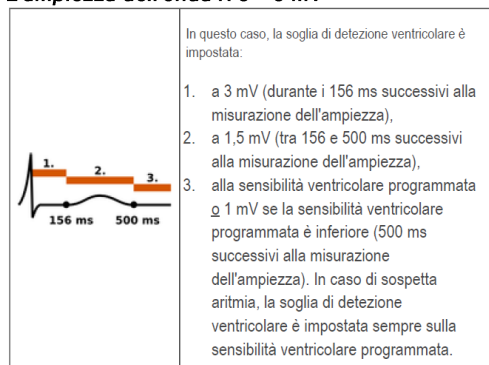 L'ampiezza dell'onda R mV
In questo caso, la soglia di detezione ventricolare è
impostata:
1. a 3 mV (durante i 156 ms successivi alla
misurazione dell'ampiezza),
2. a 1,5 mV (tra 156 e 500 ms successivi
alla misurazione dell'ampiezza),
3. alla sensibilità ventricolare programmata
o 1 mV se la sensibilità ventricolare
programmata è inferiore (500 ms
successivi alla misurazione
dell'ampiezza). In caso di sospetta
aritmia, la soglia di detezione
ventricolare è impostata sempre sulla
sensibilità ventricolare programmata.
1.
2.
3.
156 ms 500 ms